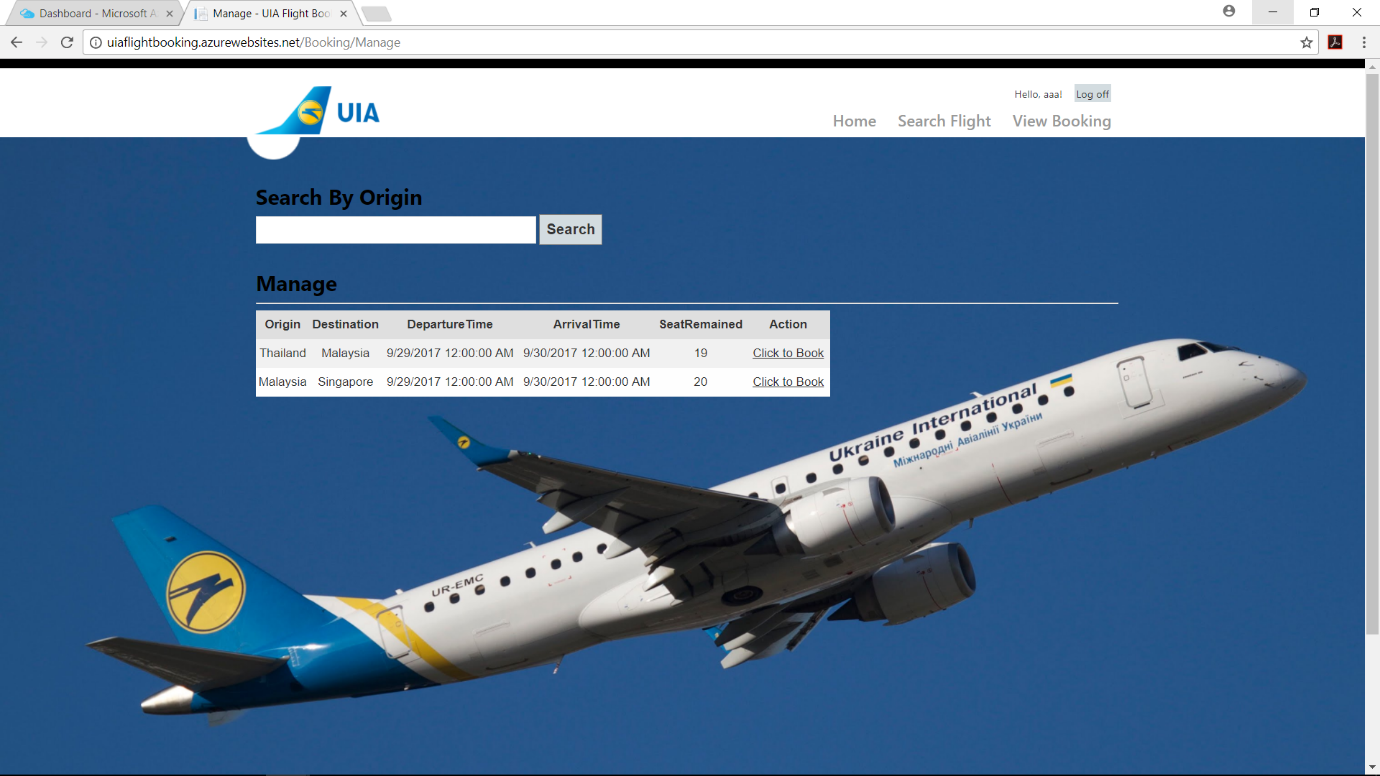 Dashboard - Microsoft A
Manage - UIA Flight Boo
uiaflightbooking.azurewebsites.net/Booking/Manage
UIA
Hello, aaa! Log off
Home Search Flight View Booking
Search By Origin
Search
Manage
Origin Destination DepartureTime ArrivalTime SeatRemained Action
Thailand Malaysia 9/29/2017 12:00:00 AM 9/30/2017 12:00:00 AM 19 Click to Book
Malaysia Singapore 9/29/2017 12:00:00 AM 9/30/2017 12:00:00 AM 20 Click to Book
Ukraine International
Міжнародні Авіалінії України
UR-EMC